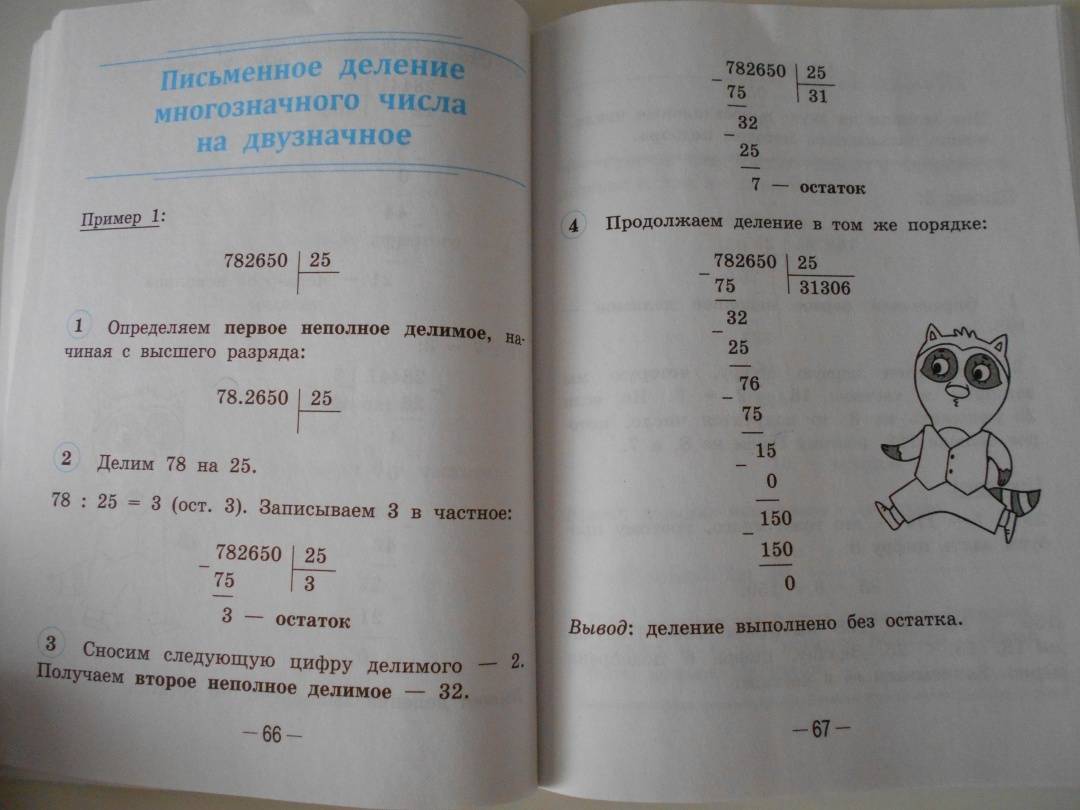 Письменное деление
многозначного числа
на двузначное
Пример 1:
782650 | 25
1 Определяем первое неполное делимое, на-
чиная с высшего разряда:
78.2650 | 25
2 Делим 78 на 25.
78 : 25 = 3 (ост. 3). Записываем 3 в частное:
− 782650 | 25
75 | 3
3 — остаток
3 Сносим следующую цифру делимого — 2.
Получаем второе неполное делимое — 32.
— 66 —
− 782650 | 25
75 | 31
− 32
25
7 — остаток
4 Продолжаем деление в том же порядке:
− 782650 | 25
75 | 31306
− 32
25
− 76
75
− 15
0
− 150
150
0
Вывод: деление выполнено без остатка.
— 67 —